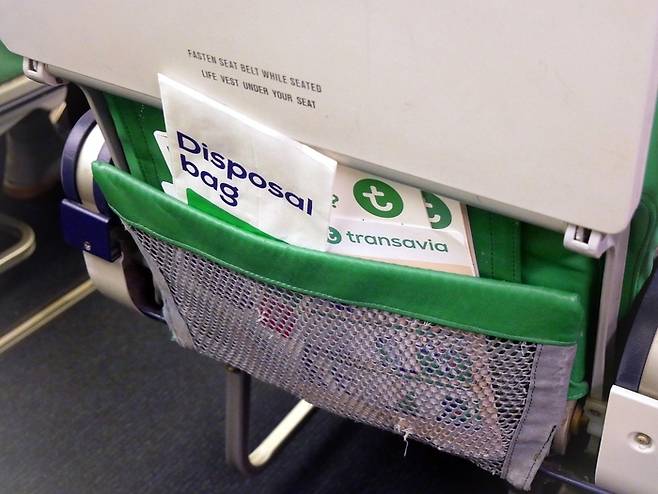 FASTEN SEAT BELT WHILE SEATED
LIFE VEST UNDER YOUR SEAT
Disposal
bag
?
t
t
transavia